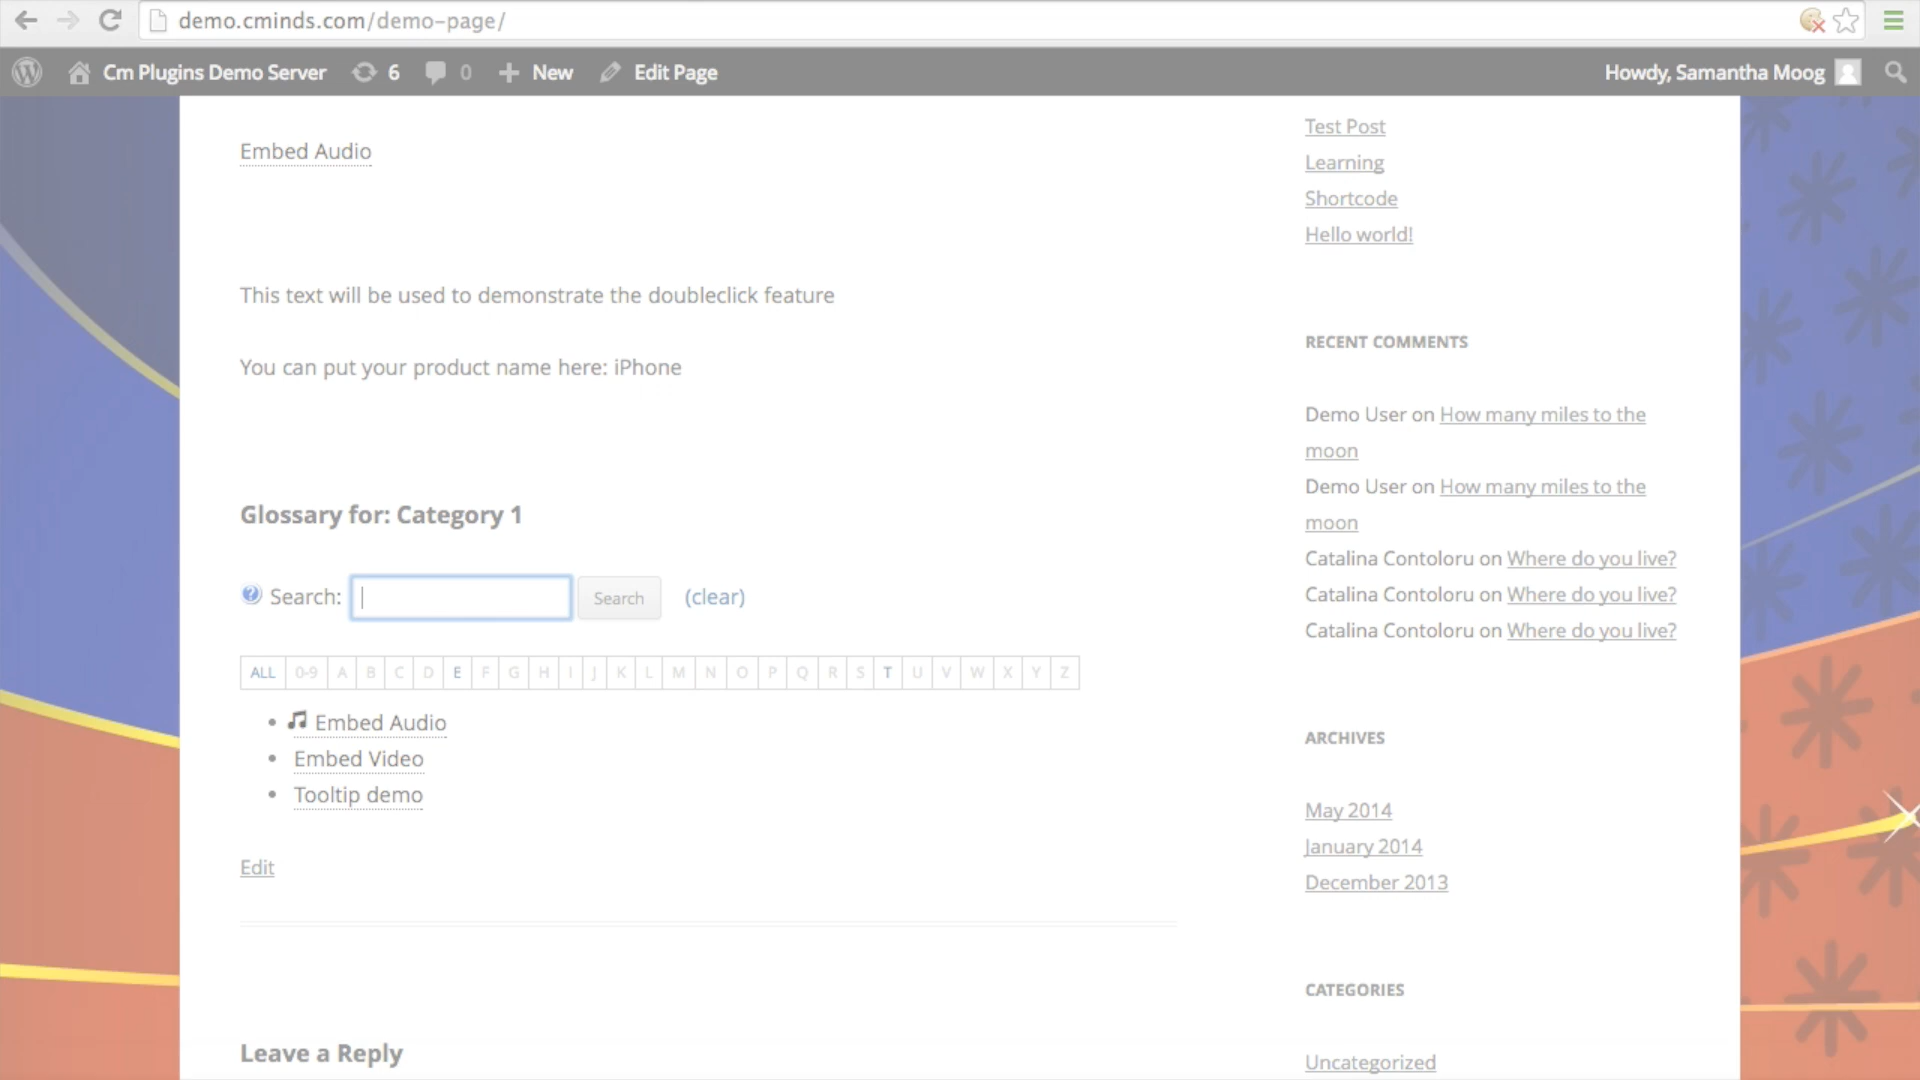 demo.cminds.com/demo-page/
Cm Plugins Demo Server 6 0 New Edit Page Howdy, Samantha Moog
Embed Audio
This text will be used to demonstrate the doubleclick feature
You can put your product name here: iPhone
Glossary for: Category 1
Search: Search (clear)
ALL 0-9 A B C D E F G H I J K L M N O P Q R S T U V W X Y Z
Embed Audio
Embed Video
Tooltip demo
Edit
Leave a Reply
Test Post
Learning
Shortcode
Hello world!
RECENT COMMENTS
Demo User on How many miles to the
moon
Demo User on How many miles to the
moon
Catalina Contoloru on Where do you live?
Catalina Contoloru on Where do you live?
Catalina Contoloru on Where do you live?
ARCHIVES
May 2014
January 2014
December 2013
CATEGORIES
Uncategorized